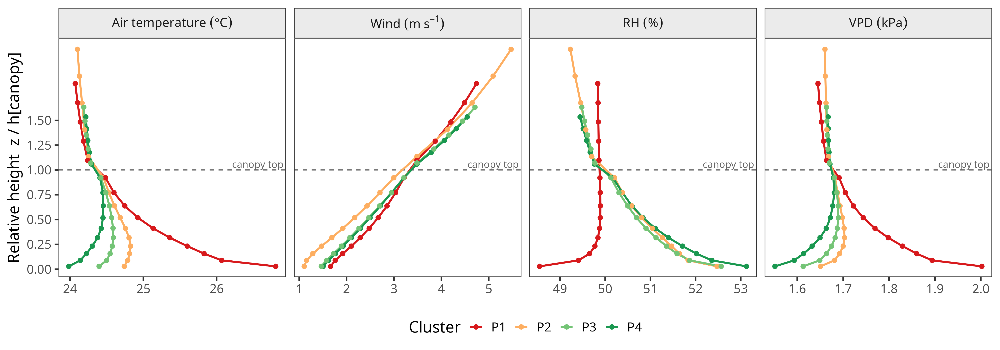 Air temperature (°C)
Wind (m s⁻¹)
RH (%)
VPD (kPa)
Relative height z / h[canopy]
1.50
1.25
1.00
0.75
0.50
0.25
0.00
canopy top
canopy top
canopy top
canopy top
24 25 26
1 2 3 4 5
49 50 51 52 53
1.6 1.7 1.8 1.9 2.0
Cluster P1 P2 P3 P4